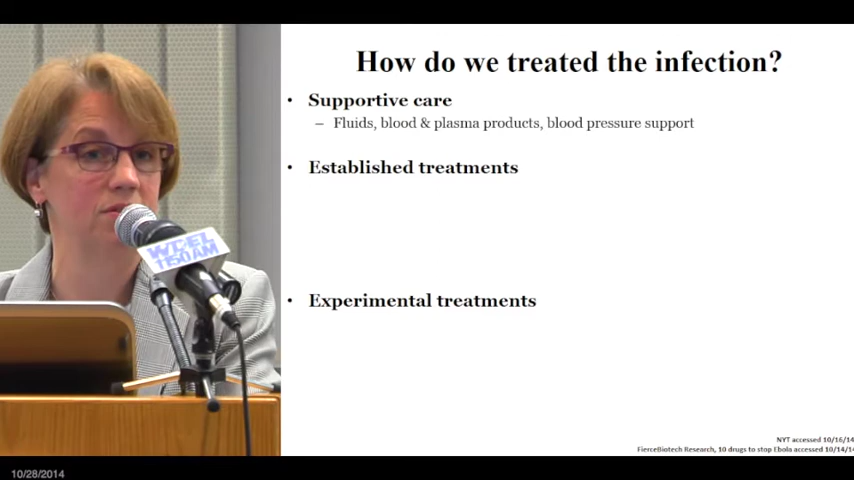 How do we treated the infection?
• Supportive care
– Fluids, blood & plasma products, blood pressure support
• Established treatments
• Experimental treatments
WDEL
1150AM
NYT accessed 10/16/14
FierceBiotech Research, 10 drugs to stop Ebola accessed 10/14/14
10/28/2014